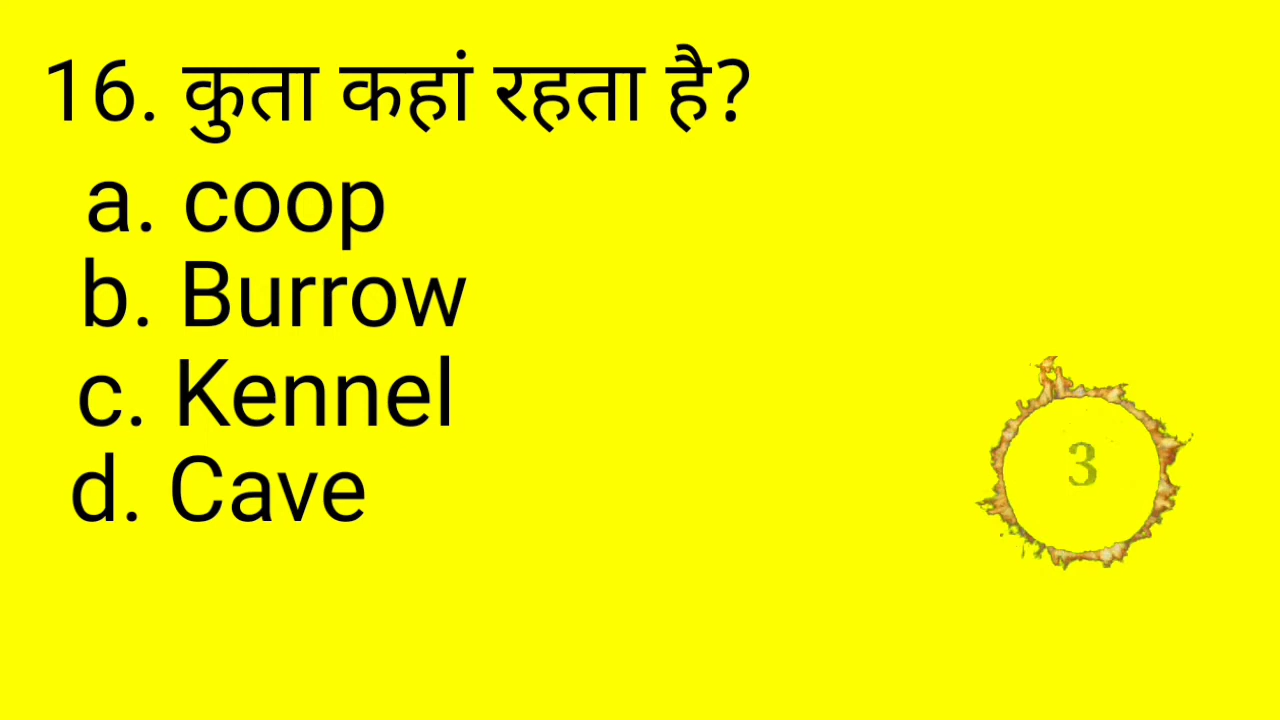 16. कुता कहां रहता है?
a. coop
b. Burrow
c. Kennel
d. Cave
3